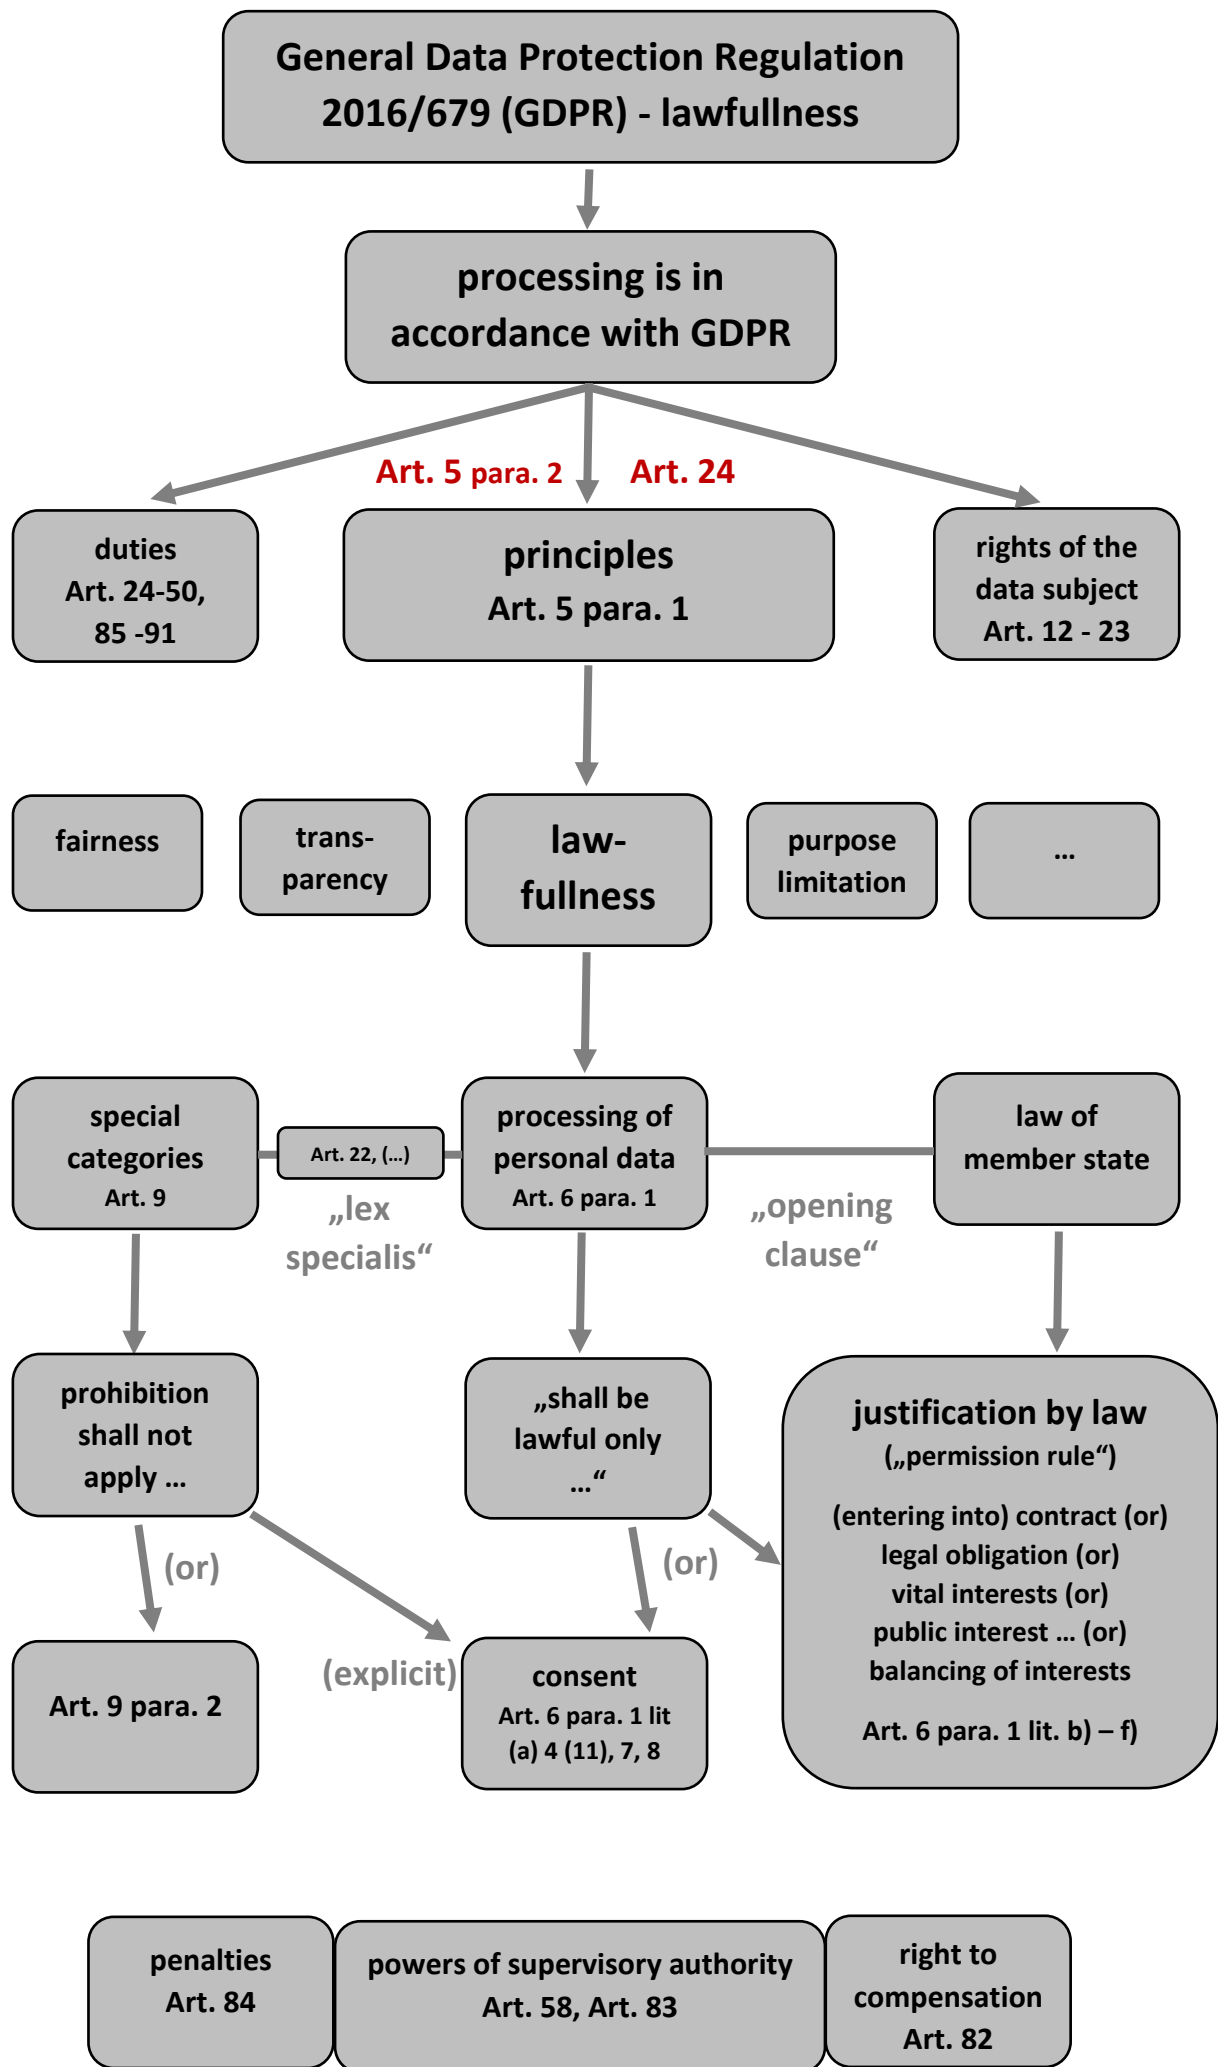 General Data Protection Regulation
2016/679 (GDPR) - lawfullness
processing is in
accordance with GDPR
Art. 5 para. 2
Art. 24
duties
Art. 24-50,
85 -91
principles
Art. 5 para. 1
rights of the
data subject
Art. 12 - 23
fairness
trans-
parency
law-
fullness
purpose
limitation
...
special
categories
Art. 9
Art. 22, (...)
„lex
specialis“
processing of
personal data
Art. 6 para. 1
„opening
clause“
law of
member state
prohibition
shall not
apply ...
„shall be
lawful only
...“
justification by law
(„permission rule“)
(entering into) contract (or)
legal obligation (or)
vital interests (or)
public interest ... (or)
balancing of interests
Art. 6 para. 1 lit. b) – f)
(or)
(or)
Art. 9 para. 2
(explicit)
consent
Art. 6 para. 1 lit
(a) 4 (11), 7, 8
penalties
Art. 84
powers of supervisory authority
Art. 58, Art. 83
right to
compensation
Art. 82